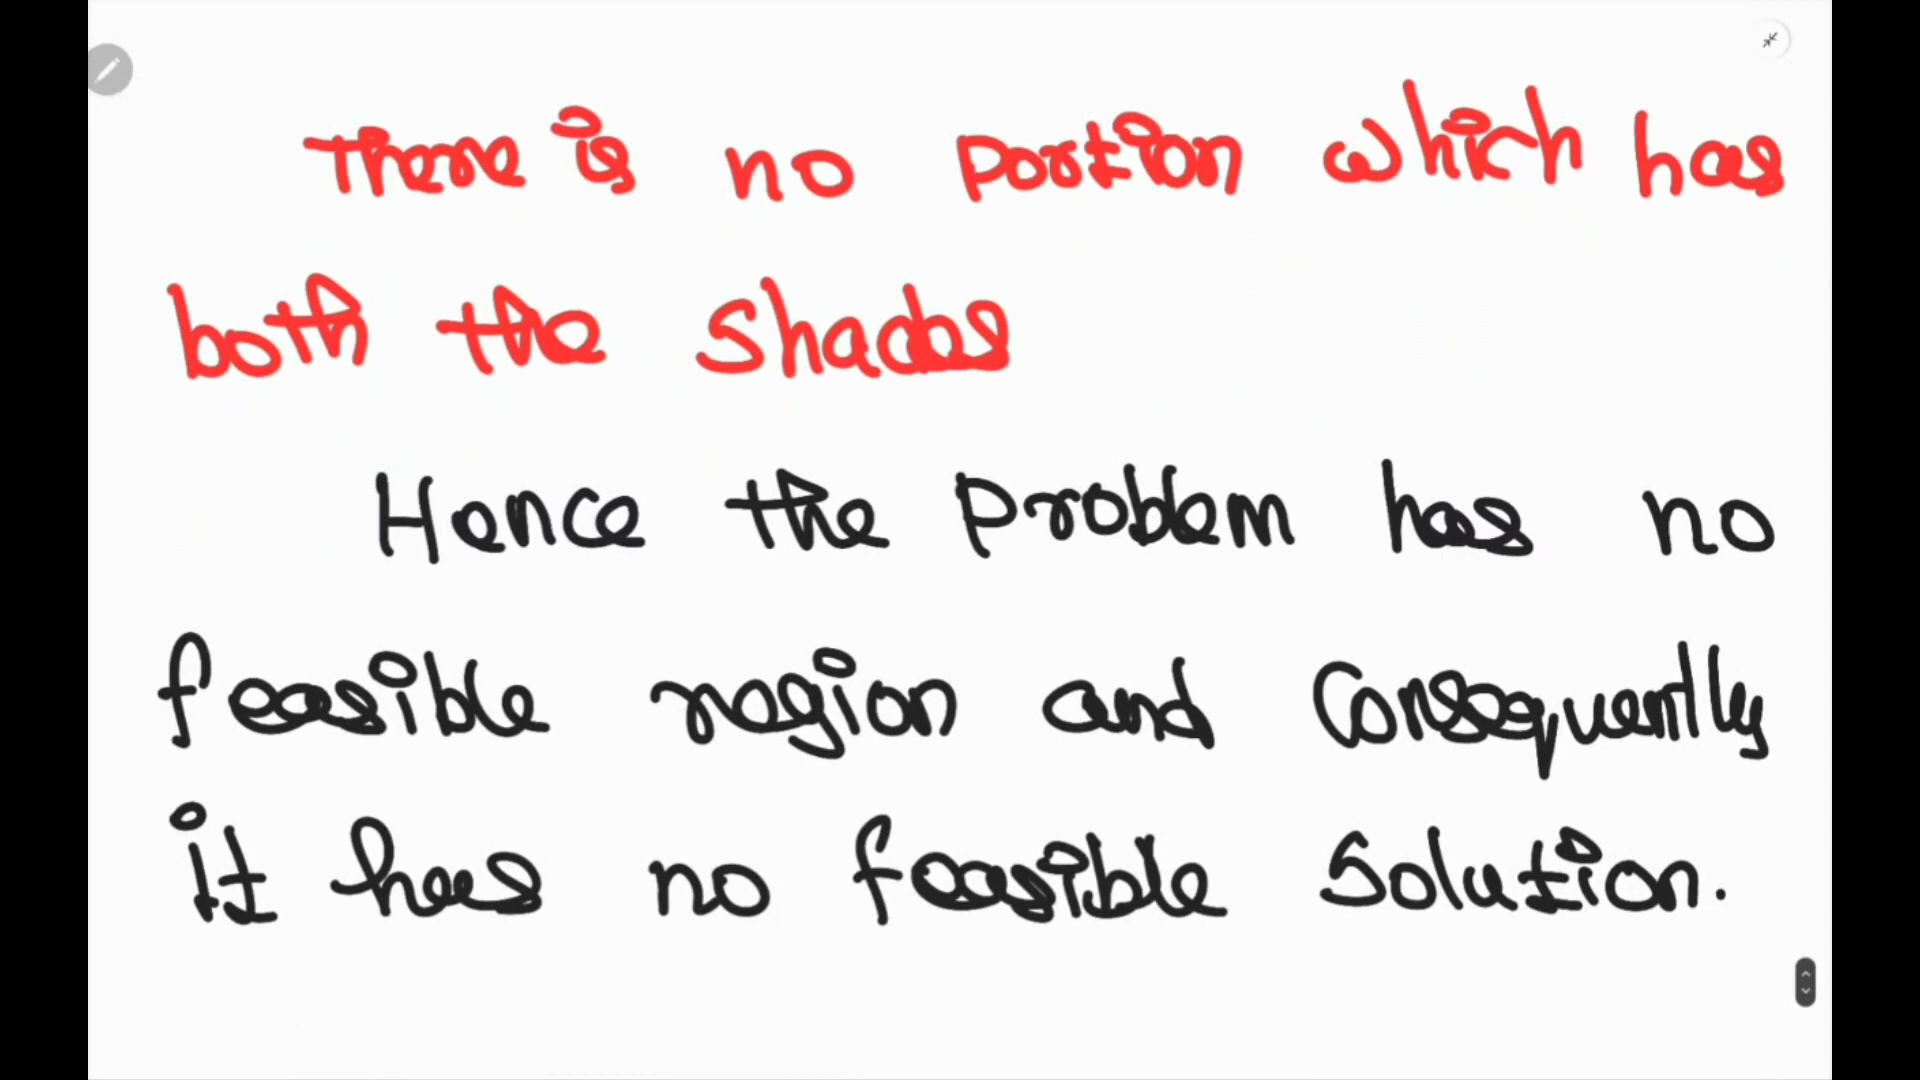 There is no portion which has
both the shades
Hence the problem has no
feasible region and Consequently
it has no feasible Solution.